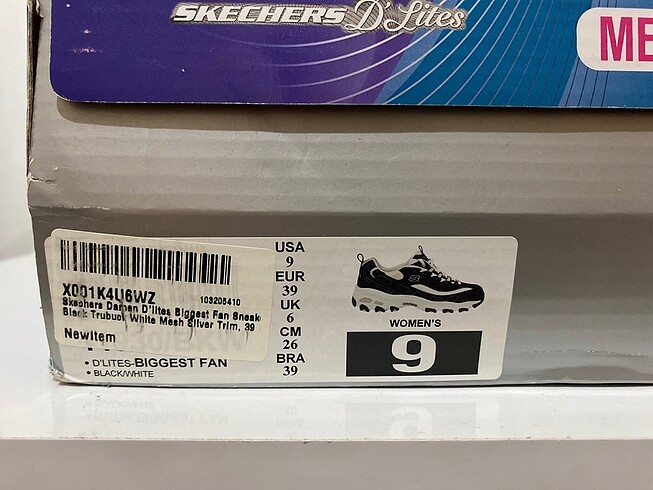 SKECHERS D'Lites
ME
X001K4U6WZ
103205410
Skechers Damen D'lites Biggest Fan Sneak
Black Trubuck White Mesh Silver Trim, 39
NewItem
• D'LITES-BIGGEST FAN
• BLACK/WHITE
USA
9
EUR
39
UK
6
CM
26
BRA
39
WOMEN'S
9